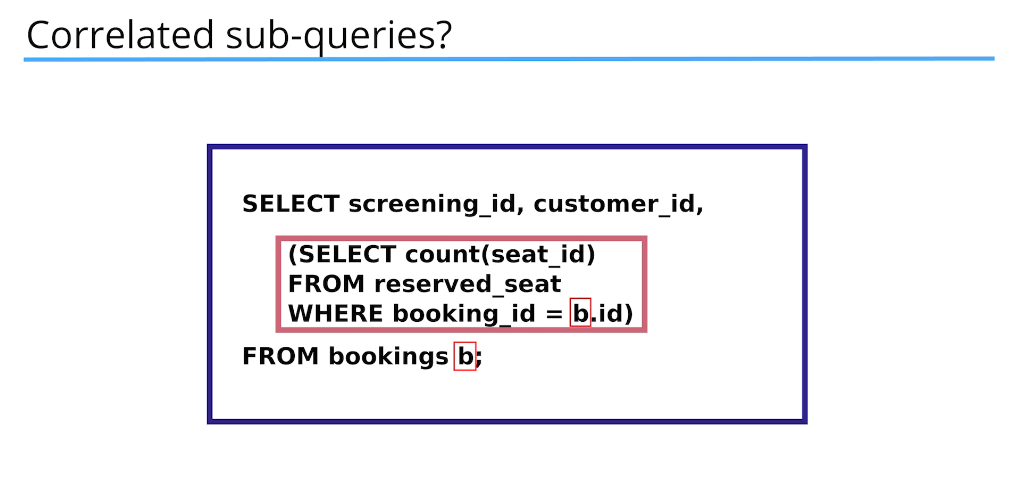 Correlated sub-queries?
SELECT screening_id, customer_id,
(SELECT count(seat_id)
FROM reserved_seat
WHERE booking_id = b.id)
FROM bookings b;